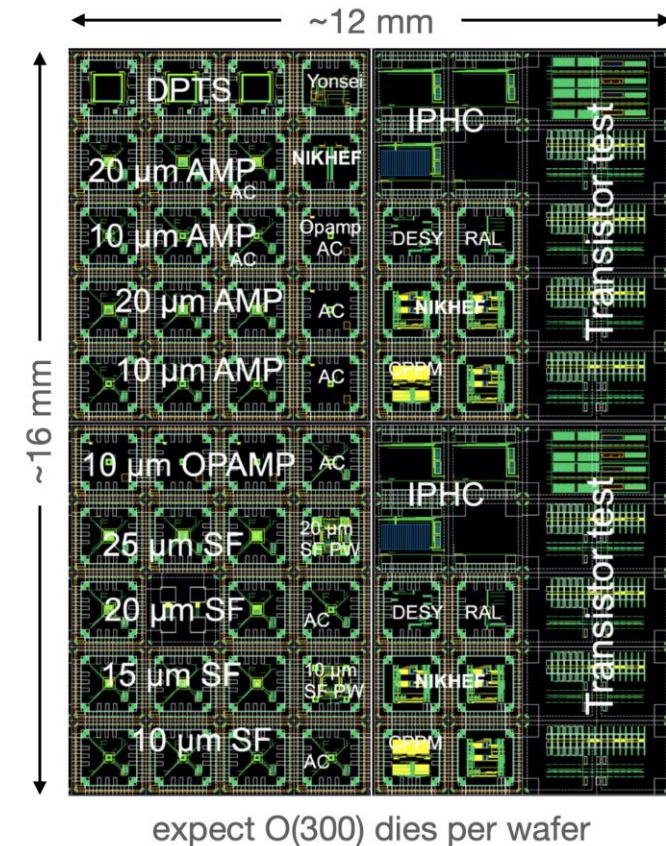 ~12 mm
~16 mm
DPTS
Yonsei
20 µm AMP
AC
NIKHEF
10 µm AMP
AC
Opamp
AC
20 µm AMP
AC
10 µm AMP
AC
IPHC
DESY
RAL
NIKHEF
CPPM
Transistor test
10 µm OPAMP
AC
25 µm SF
20 µm
SF PW
20 µm SF
AC
15 µm SF
10 µm
SF PW
10 µm SF
AC
IPHC
DESY
RAL
NIKHEF
CPPM
Transistor test
expect O(300) dies per wafer